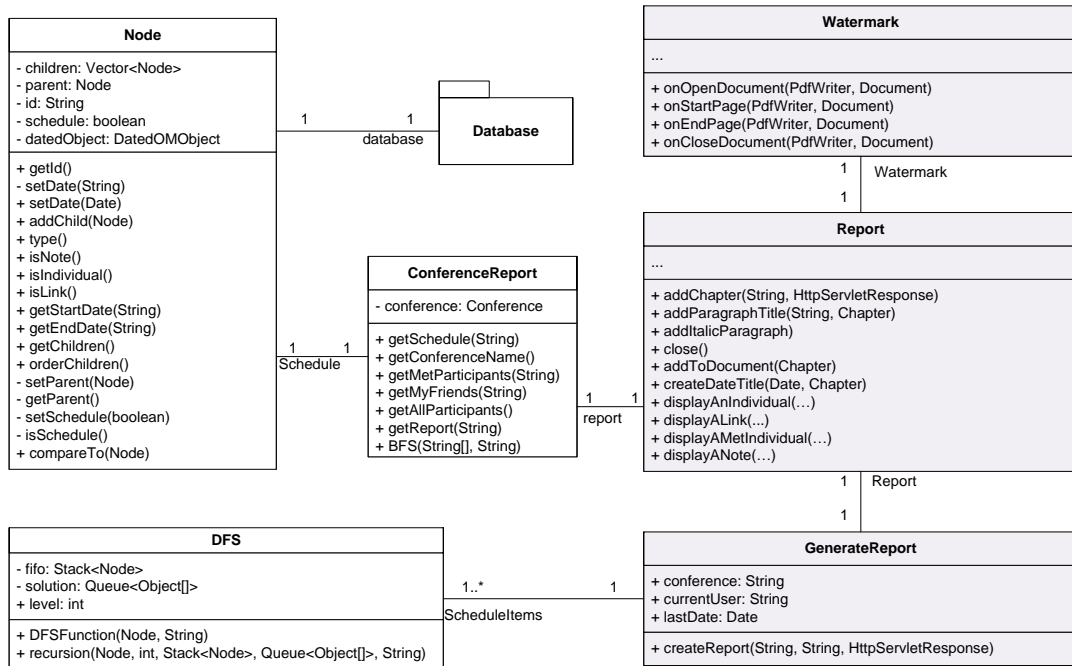 Node
- children: Vector<Node>
- parent: Node
- id: String
- schedule: boolean
- datedObject: DatedOMObject
+ getId()
- setDate(String)
+ setDate(Date)
+ addChild(Node)
+ type()
+ isNote()
+ isIndividual()
+ isLink()
+ getStartDate(String)
+ getEndDate(String)
+ getChildren()
+ orderChildren()
- setParent(Node)
- getParent()
- setSchedule(boolean)
- isSchedule()
+ compareTo(Node)
1
1
database
Database
1
1
Schedule
ConferenceReport
- conference: Conference
+ getSchedule(String)
+ getConferenceName()
+ getMetParticipants(String)
+ getMyFriends(String)
+ getAllParticipants()
+ getReport(String)
+ BFS(String[], String)
1
1
report
Watermark
...
+ onOpenDocument(PdfWriter, Document)
+ onStartPage(PdfWriter, Document)
+ onEndPage(PdfWriter, Document)
+ onCloseDocument(PdfWriter, Document)
1
Watermark
1
Report
...
+ addChapter(String, HttpServletResponse)
+ addParagraphTitle(String, Chapter)
+ addItalicParagraph)
+ close()
+ addToDocument(Chapter)
+ createDateTitle(Date, Chapter)
+ displayAnIndividual(…)
+ displayALink(...)
+ displayAMetIndividual(…)
+ displayANote(…)
1
Report
1
DFS
- fifo: Stack<Node>
- solution: Queue<Object[]>
+ level: int
+ DFSFunction(Node, String)
+ recursion(Node, int, Stack<Node>, Queue<Object[]>, String)
1..*
1
ScheduleItems
GenerateReport
+ conference: String
+ currentUser: String
+ lastDate: Date
+ createReport(String, String, HttpServletResponse)